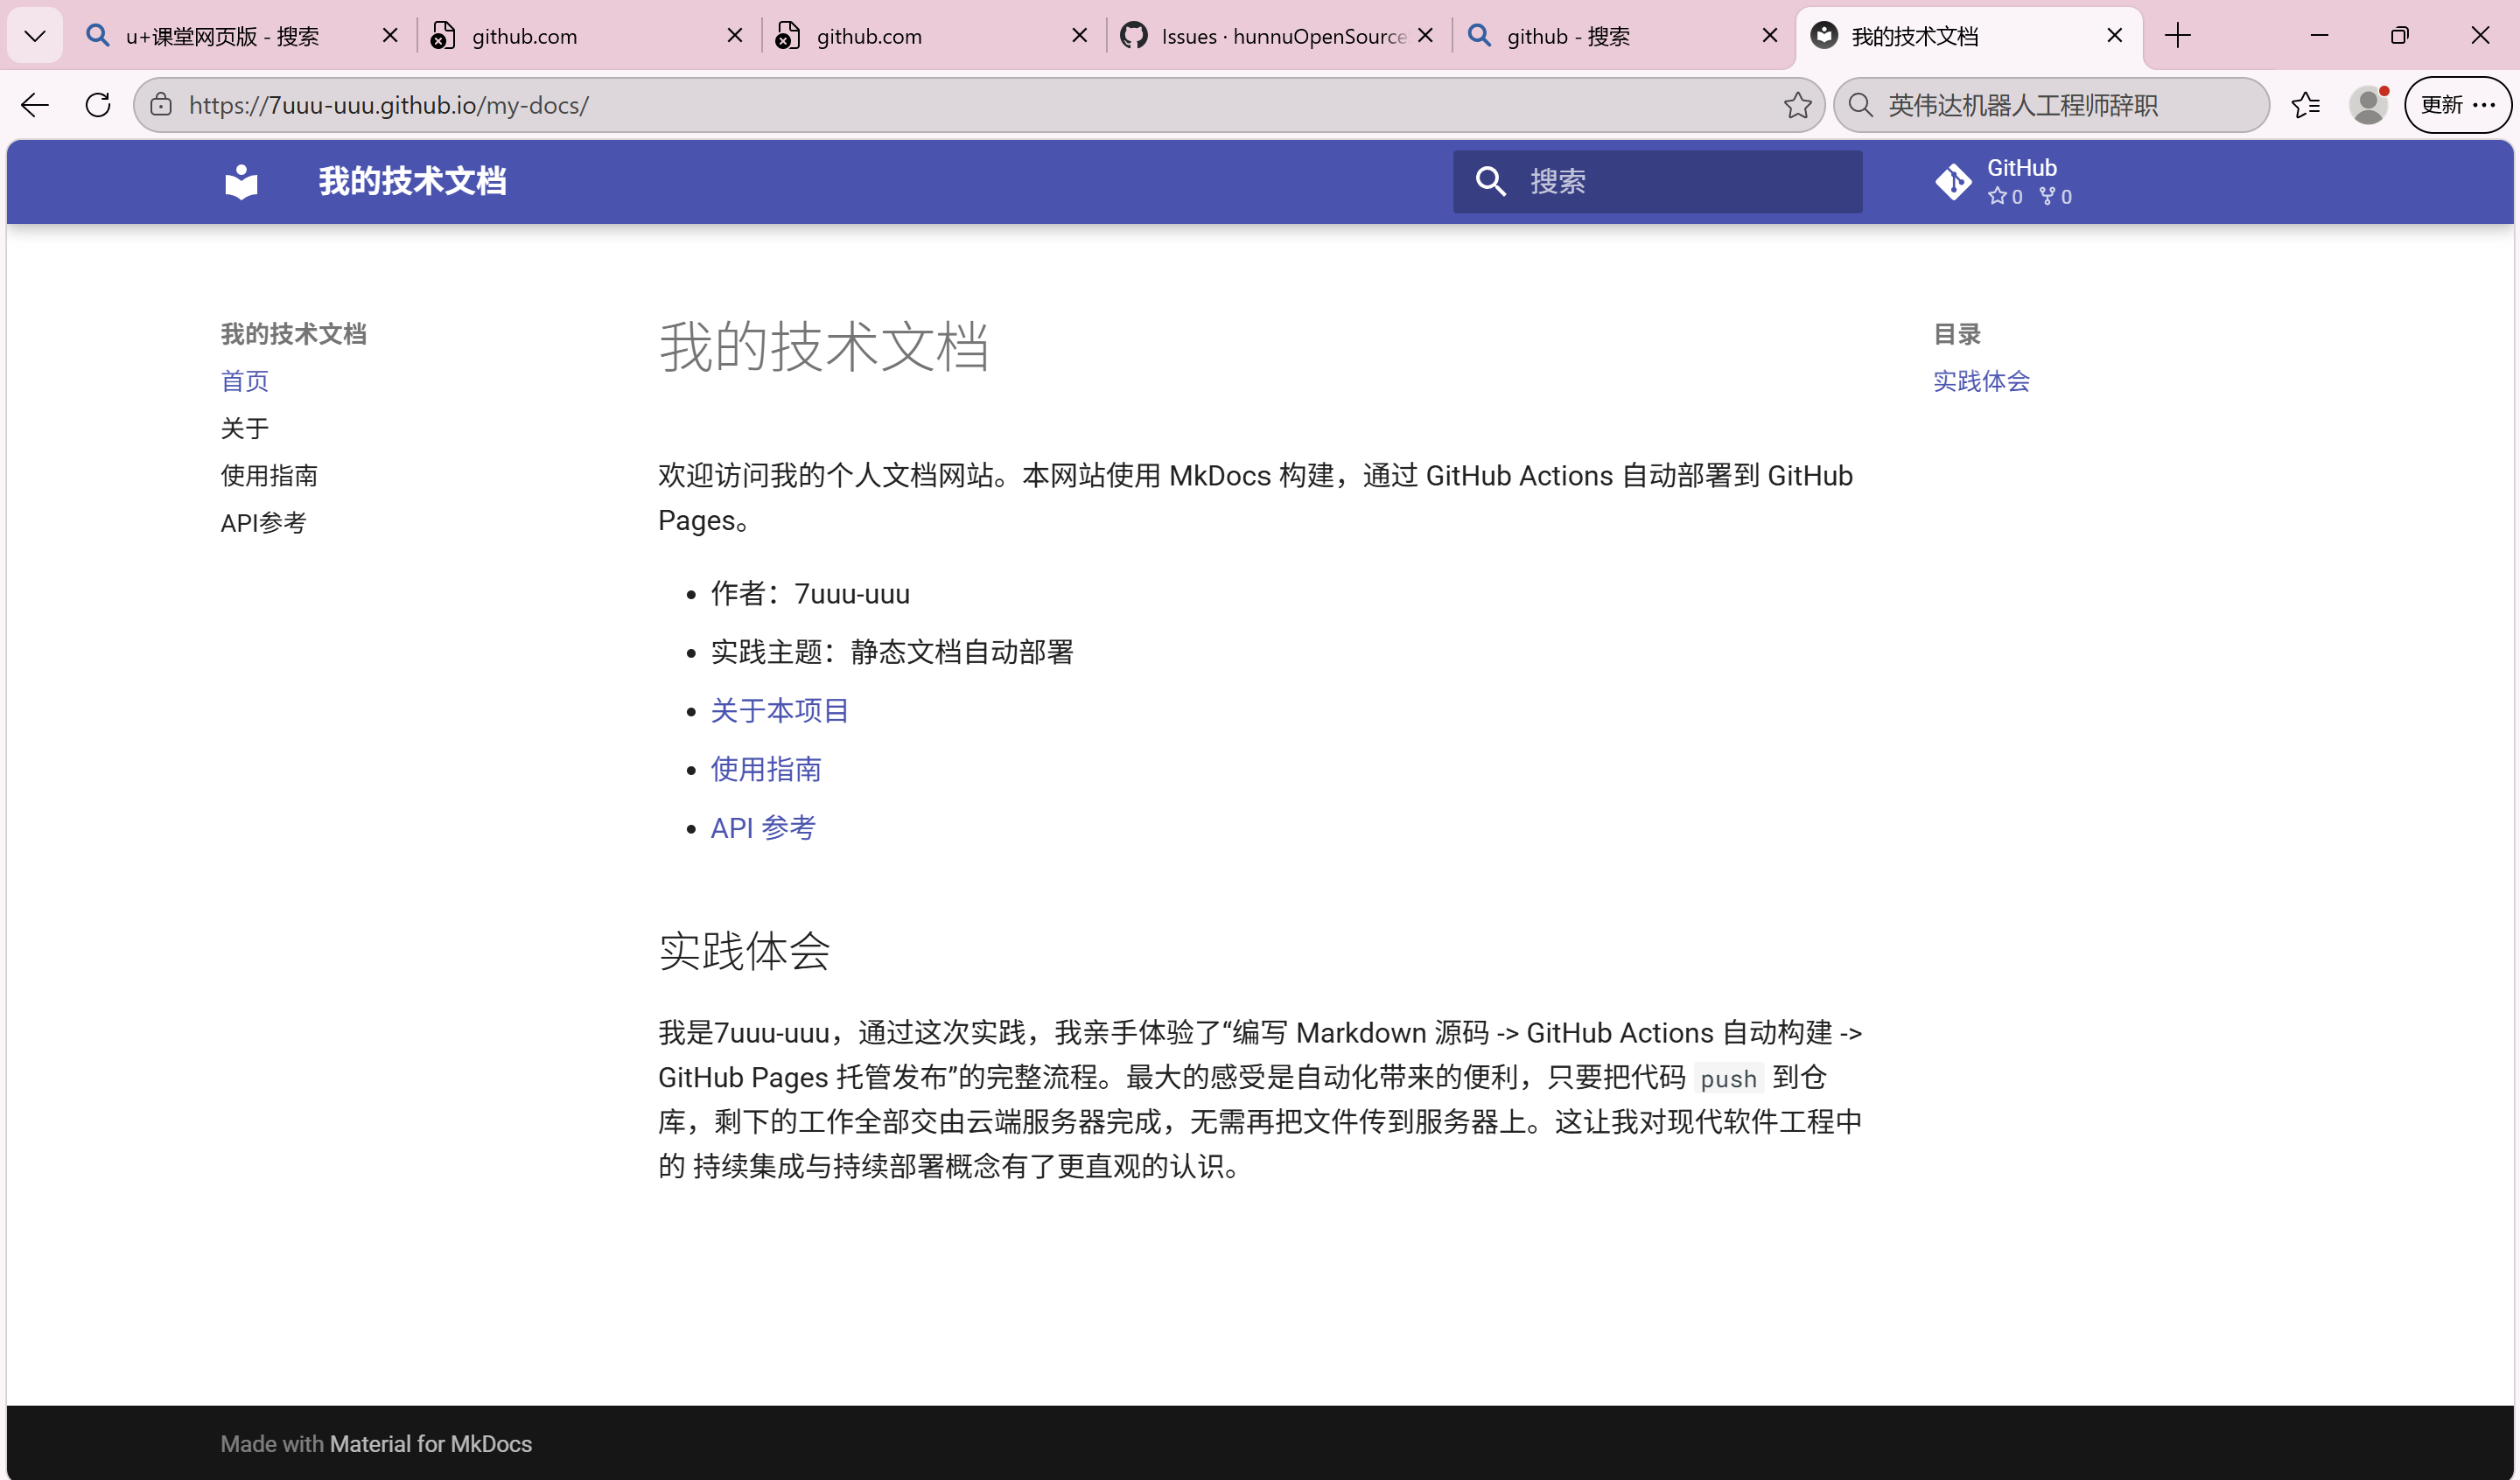 u+课堂网页版 - 搜索
github.com
github.com
Issues · hunnuOpenSource
github - 搜索
我的技术文档
https://7uuu-uuu.github.io/my-docs/
英伟达机器人工程师辞职
更新
我的技术文档
搜索
GitHub
0 0
我的技术文档
首页
关于
使用指南
API参考
我的技术文档
欢迎访问我的个人文档网站。本网站使用 MkDocs 构建，通过 GitHub Actions 自动部署到 GitHub
Pages。
• 作者：7uuu-uuu
• 实践主题：静态文档自动部署
• 关于本项目
• 使用指南
• API 参考
实践体会
我是7uuu-uuu，通过这次实践，我亲手体验了“编写 Markdown 源码 -> GitHub Actions 自动构建 ->
GitHub Pages 托管发布”的完整流程。最大的感受是自动化带来的便利，只要把代码 push 到仓
库，剩下的工作全部交由云端服务器完成，无需再把文件传到服务器上。这让我对现代软件工程中
的 持续集成与持续部署概念有了更直观的认识。
目录
实践体会
Made with Material for MkDocs